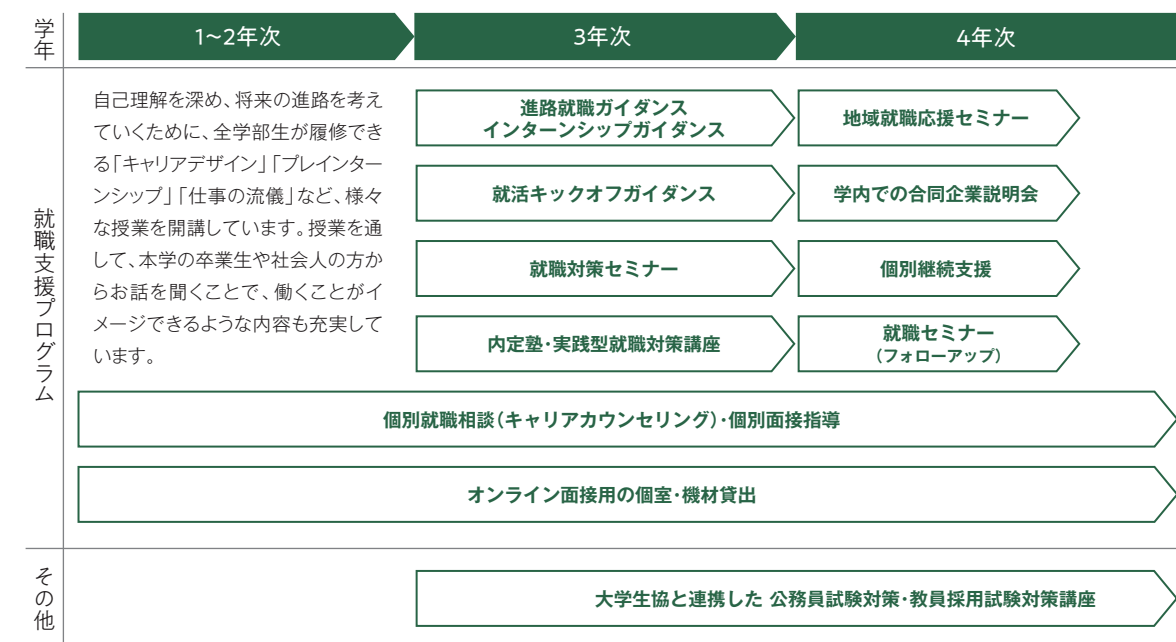 学年
1~2年次
3年次
4年次
就職支援プログラム
自己理解を深め、将来の進路を考え
ていくために、全学部生が履修でき
る「キャリアデザイン」「プレインター
ンシップ」「仕事の流儀」など、様々
な授業を開講しています。授業を通
して、本学の卒業生や社会人の方か
らお話を聞くことで、働くことがイ
メージできるような内容も充実して
います。
進路就職ガイダンス
インターンシップガイダンス
就活キックオフガイダンス
就職対策セミナー
内定塾・実践型就職対策講座
地域就職応援セミナー
学内での合同企業説明会
個別継続支援
就職セミナー
（フォローアップ）
個別就職相談（キャリアカウンセリング）・個別面接指導
オンライン面接用の個室・機材貸出
その他
大学生協と連携した 公務員試験対策・教員採用試験対策講座